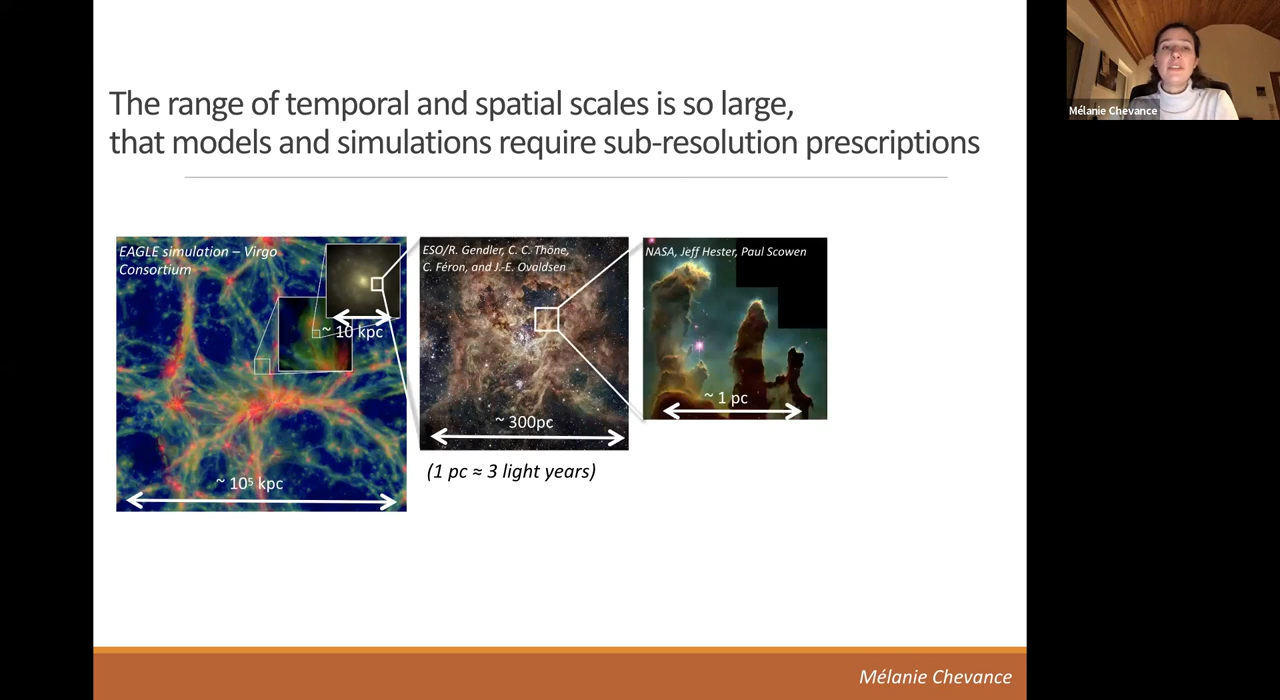 The range of temporal and spatial scales is so large,
that models and simulations require sub-resolution prescriptions
EAGLE simulation – Virgo
Consortium
~ 10 kpc
~ 10⁵ kpc
ESO/R. Gendler, C. C. Thöne,
C. Féron, and J.-E. Ovaldsen
~ 300pc
(1 pc ≈ 3 light years)
NASA, Jeff Hester, Paul Scowen
~ 1 pc
Mélanie Chevance
Mélanie Chevance